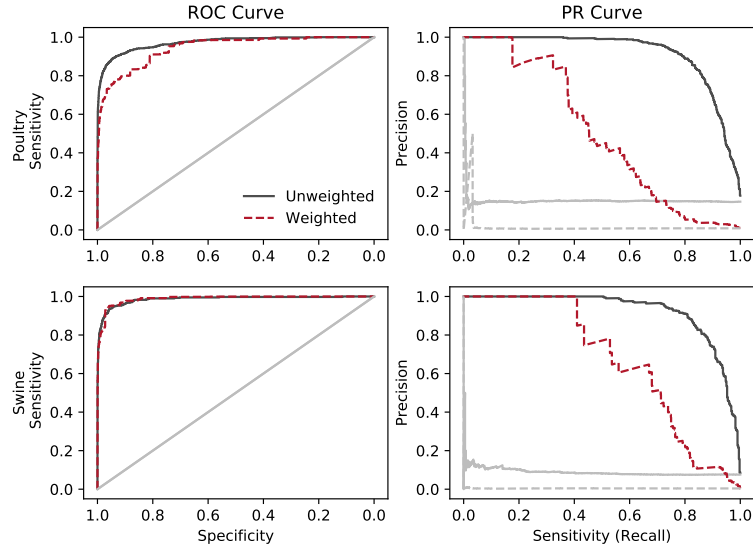 ROC Curve
PR Curve
Poultry
Sensitivity
1.0
0.8
0.6
0.4
0.2
0.0
1.0 0.8 0.6 0.4 0.2 0.0
Unweighted
Weighted
Precision
1.0
0.8
0.6
0.4
0.2
0.0
0.0 0.2 0.4 0.6 0.8 1.0
Swine
Sensitivity
1.0
0.8
0.6
0.4
0.2
0.0
1.0 0.8 0.6 0.4 0.2 0.0
Specificity
Precision
1.0
0.8
0.6
0.4
0.2
0.0
0.0 0.2 0.4 0.6 0.8 1.0
Sensitivity (Recall)